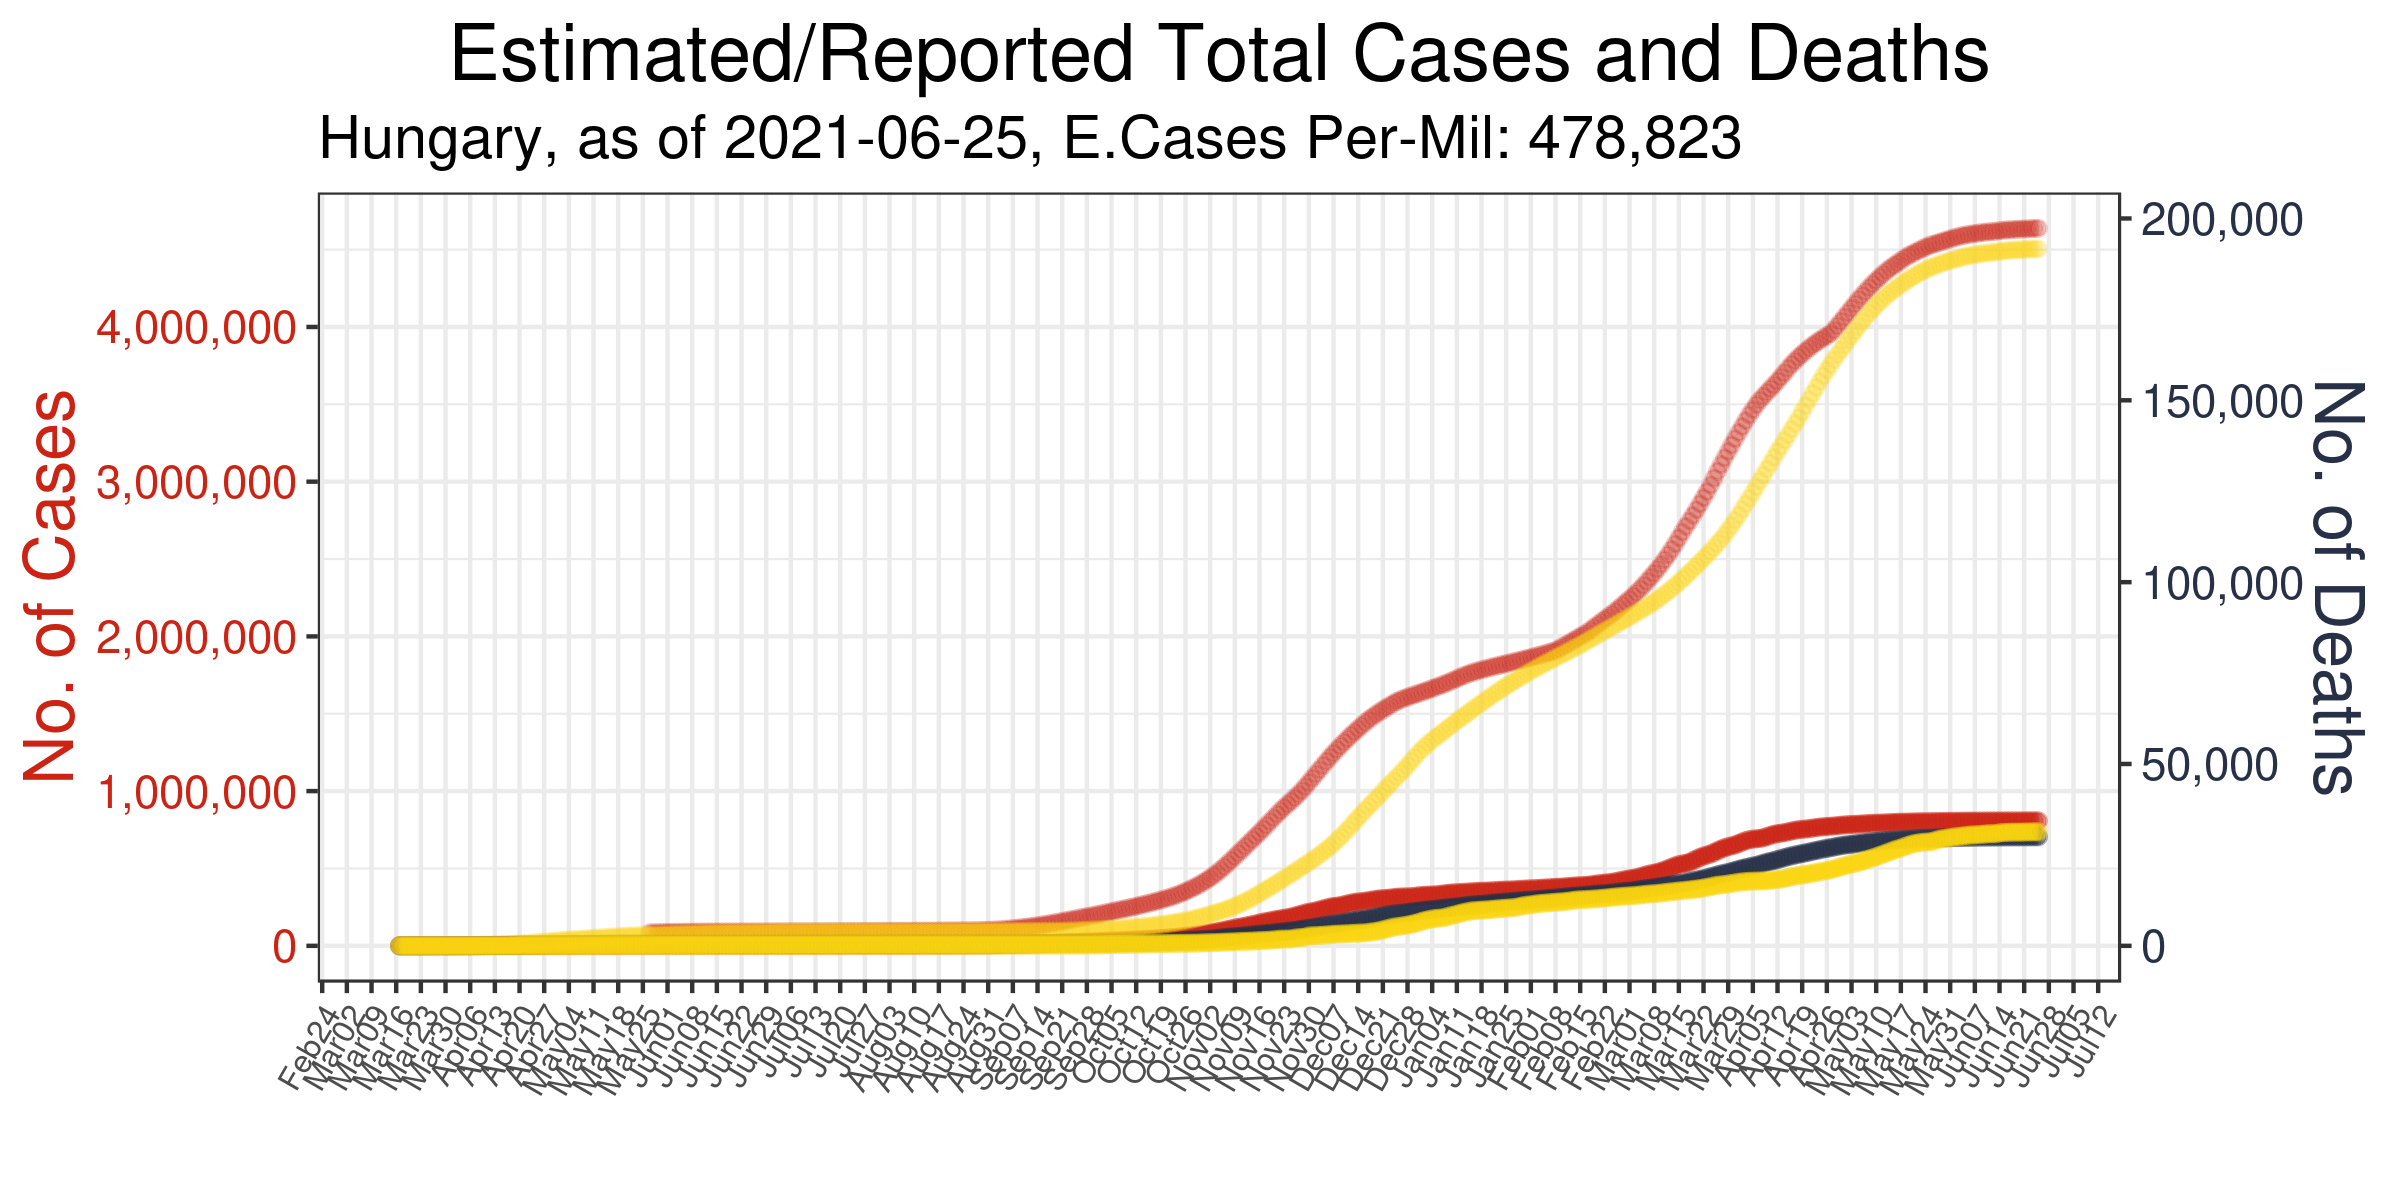 Estimated/Reported Total Cases and Deaths
Hungary, as of 2021-06-25, E.Cases Per-Mil: 478,823
No. of Cases
4,000,000
3,000,000
2,000,000
1,000,000
0
200,000
150,000
100,000
50,000
0
No. of Deaths
Feb24
Mar02
Mar09
Mar16
Mar23
Mar30
Apr06
Apr13
Apr20
Apr27
May04
May11
May18
May25
Jun01
Jun08
Jun15
Jun22
Jun29
Jul06
Jul13
Jul20
Jul27
Aug03
Aug10
Aug17
Aug24
Aug31
Sep07
Sep14
Sep21
Sep28
Oct05
Oct12
Oct19
Oct26
Nov02
Nov09
Nov16
Nov23
Nov30
Dec07
Dec14
Dec21
Dec28
Jan04
Jan11
Jan18
Jan25
Feb01
Feb08
Feb15
Feb22
Mar01
Mar08
Mar15
Mar22
Mar29
Apr05
Apr12
Apr19
Apr26
May03
May10
May17
May24
May31
Jun07
Jun14
Jun21
Jun28
Jul05
Jul12